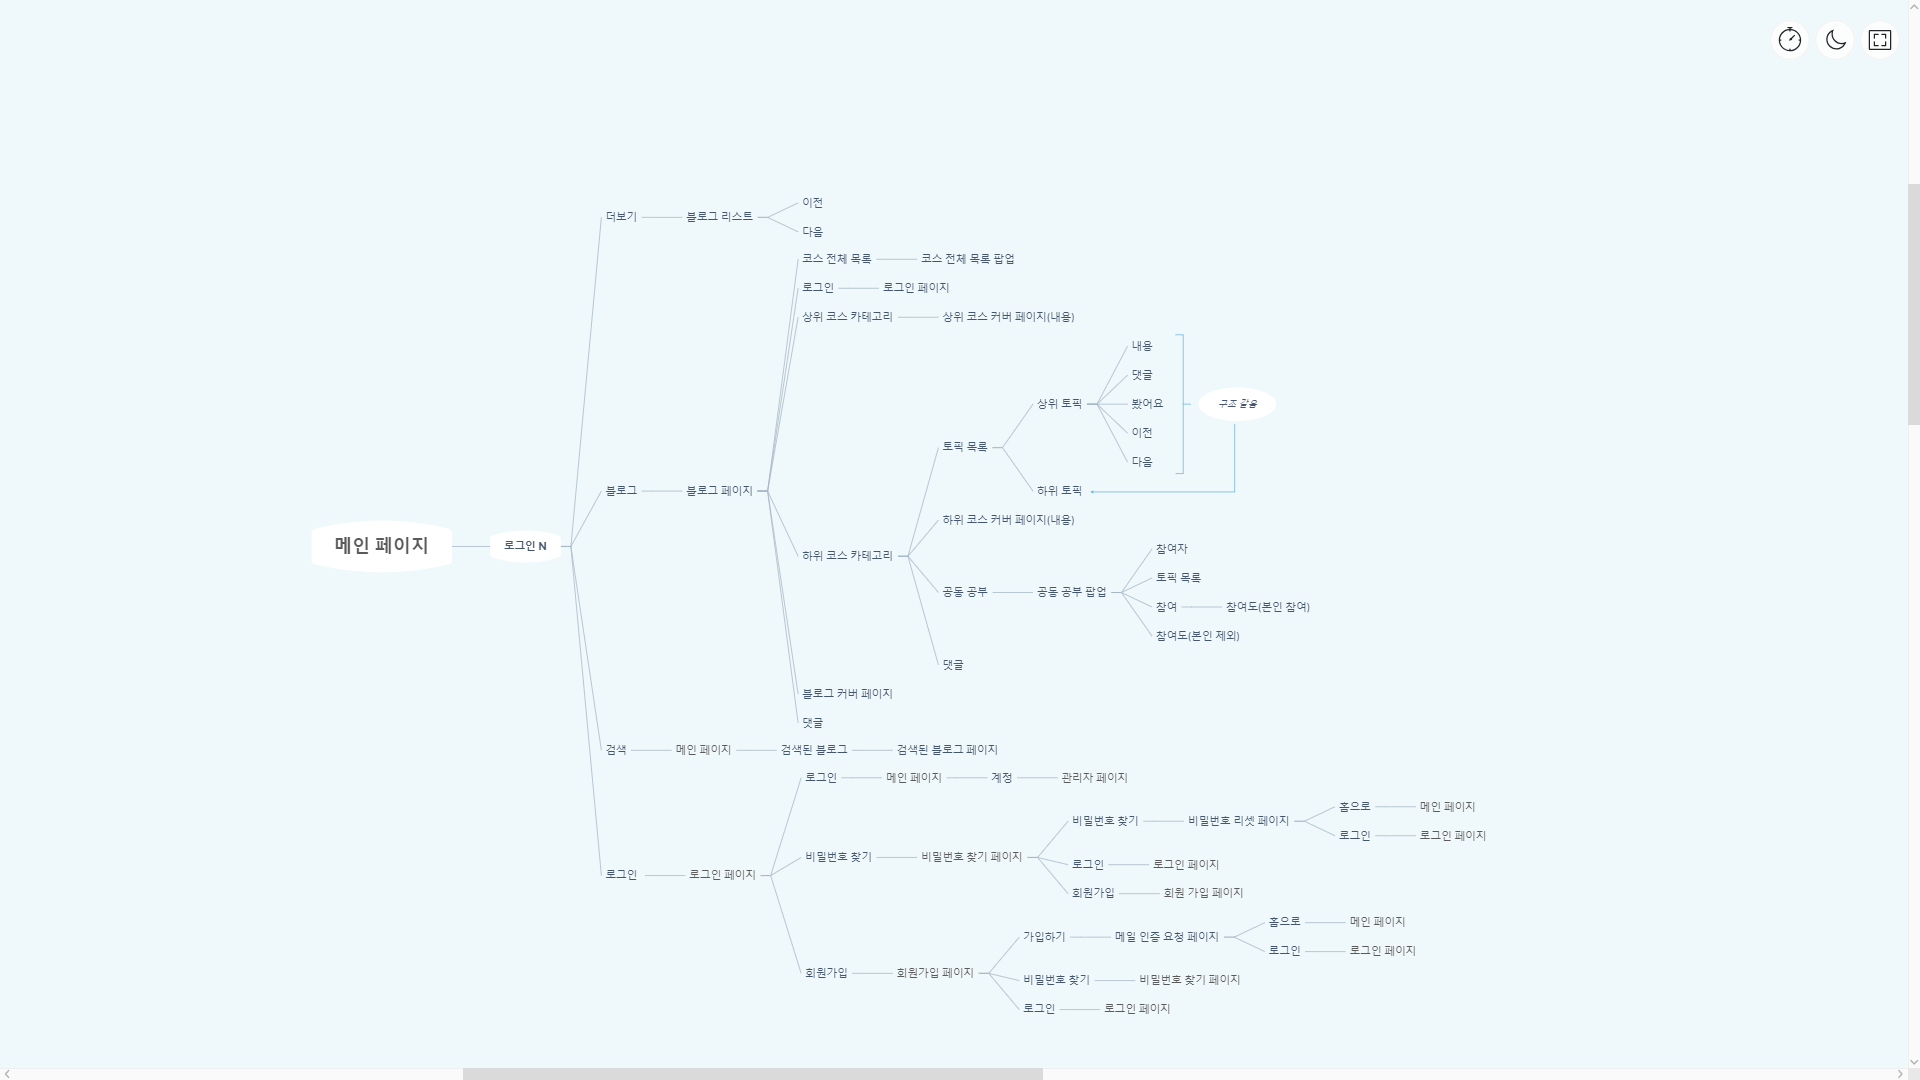 메인 페이지
로그인 N
더보기
블로그 리스트
이전
다음
블로그
블로그 페이지
코스 전체 목록
코스 전체 목록 팝업
로그인
로그인 페이지
상위 코스 카테고리
상위 코스 커버 페이지(내용)
하위 코스 카테고리
토픽 목록
상위 토픽
내용
댓글
봤어요
이전
다음
구조 같음
하위 토픽
하위 코스 커버 페이지(내용)
공동 공부
공동 공부 팝업
참여자
토픽 목록
참여
참여도(본인 참여)
참여도(본인 제외)
댓글
블로그 커버 페이지
댓글
검색
메인 페이지
검색된 블로그
검색된 블로그 페이지
로그인
로그인 페이지
로그인
메인 페이지
계정
관리자 페이지
비밀번호 찾기
비밀번호 찾기 페이지
비밀번호 찾기
비밀번호 리셋 페이지
홈으로
메인 페이지
로그인
로그인 페이지
로그인
로그인 페이지
회원가입
회원 가입 페이지
회원가입
회원가입 페이지
가입하기
메일 인증 요청 페이지
홈으로
메인 페이지
로그인
로그인 페이지
비밀번호 찾기
비밀번호 찾기 페이지
로그인
로그인 페이지